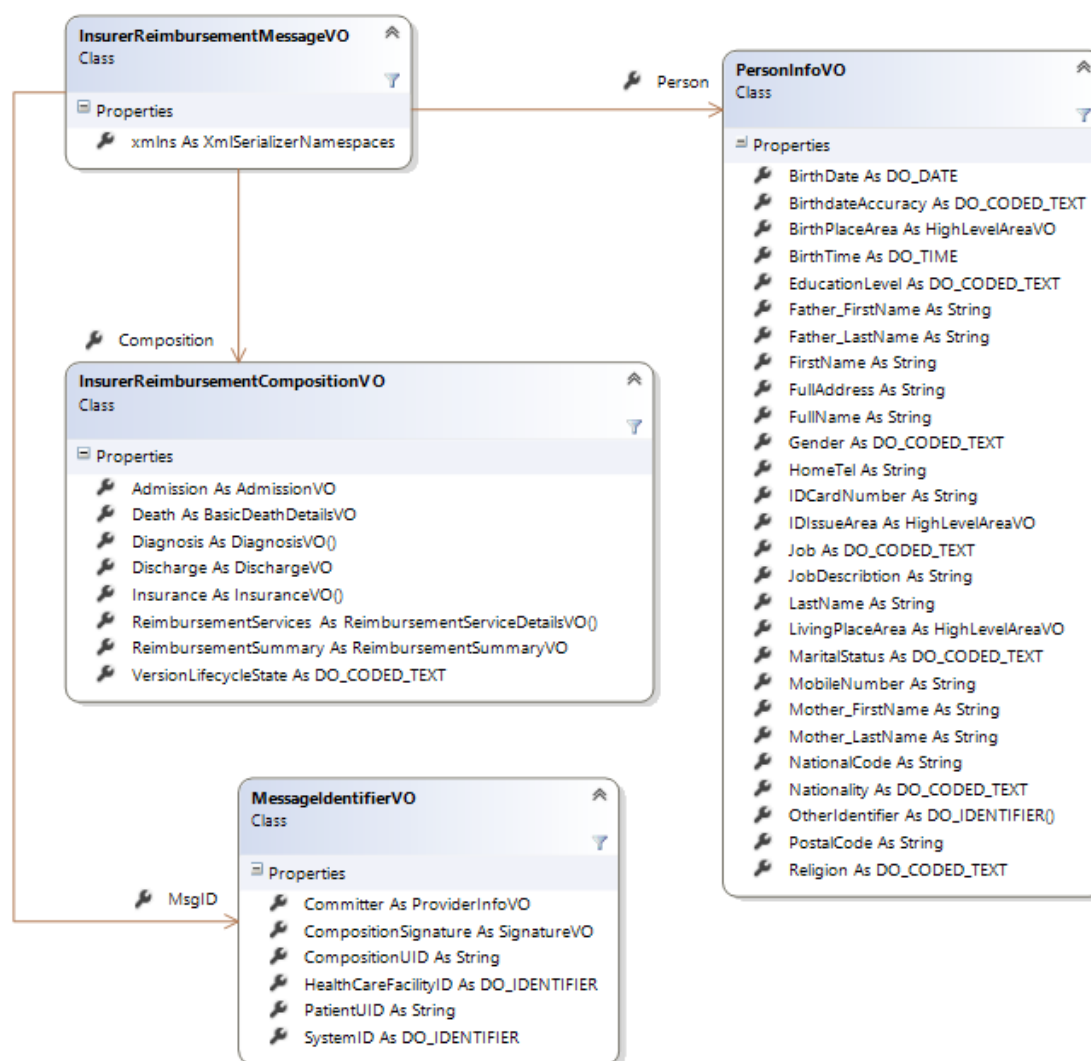 InsurerReimbursementMessageVO
Class
Properties
xmlns As XmlSerializerNamespaces
Person
PersonInfoVO
Class
Properties
BirthDate As DO_DATE
BirthdateAccuracy As DO_CODED_TEXT
BirthPlaceArea As HighLevelAreaVO
BirthTime As DO_TIME
EducationLevel As DO_CODED_TEXT
Father_FirstName As String
Father_LastName As String
FirstName As String
FullAddress As String
FullName As String
Gender As DO_CODED_TEXT
HomeTel As String
IDCardNumber As String
IDIssueArea As HighLevelAreaVO
Job As DO_CODED_TEXT
JobDescribtion As String
LastName As String
LivingPlaceArea As HighLevelAreaVO
MaritalStatus As DO_CODED_TEXT
MobileNumber As String
Mother_FirstName As String
Mother_LastName As String
NationalCode As String
Nationality As DO_CODED_TEXT
OtherIdentifier As DO_IDENTIFIER()
PostalCode As String
Religion As DO_CODED_TEXT
Composition
InsurerReimbursementCompositionVO
Class
Properties
Admission As AdmissionVO
Death As BasicDeathDetailsVO
Diagnosis As DiagnosisVO()
Discharge As DischargeVO
Insurance As InsuranceVO()
ReimbursementServices As ReimbursementServiceDetailsVO()
ReimbursementSummary As ReimbursementSummaryVO
VersionLifecycleState As DO_CODED_TEXT
MsgID
MessageIdentifierVO
Class
Properties
Committer As ProviderInfoVO
CompositionSignature As SignatureVO
CompositionUID As String
HealthCareFacilityID As DO_IDENTIFIER
PatientUID As String
SystemID As DO_IDENTIFIER